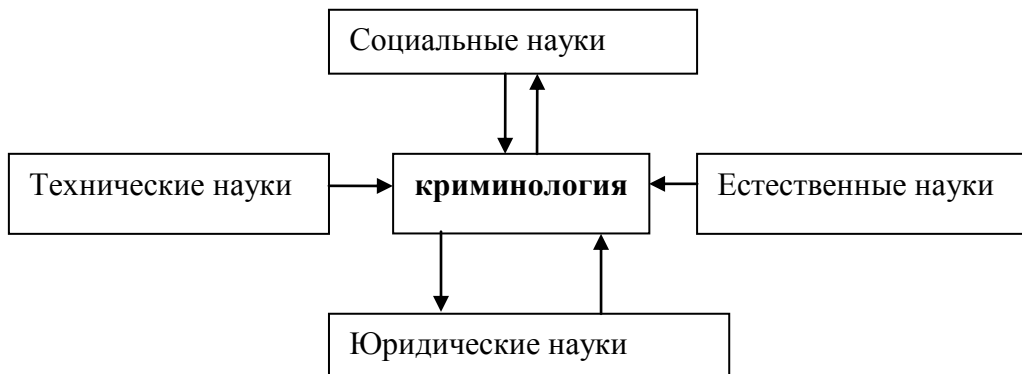 Социальные науки
Технические науки
криминология
Естественные науки
Юридические науки